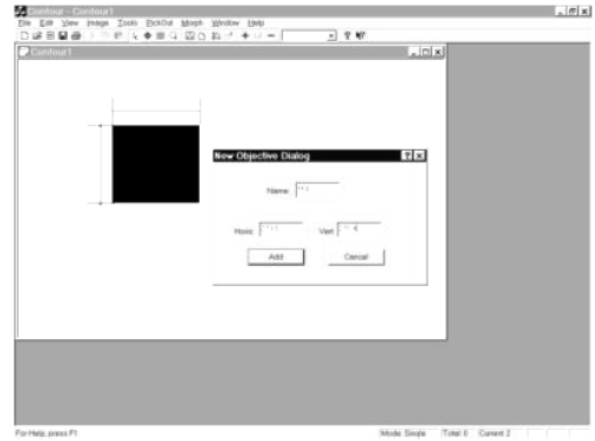 Contour - Contour1
File Edit View Image Tools PickOut Morph Window Help
Contour1
New Objective Dialog
Name
Horis
Vert
Add
Cancel
For Help, press F1
Mode: Single
Total: 0
Current 2